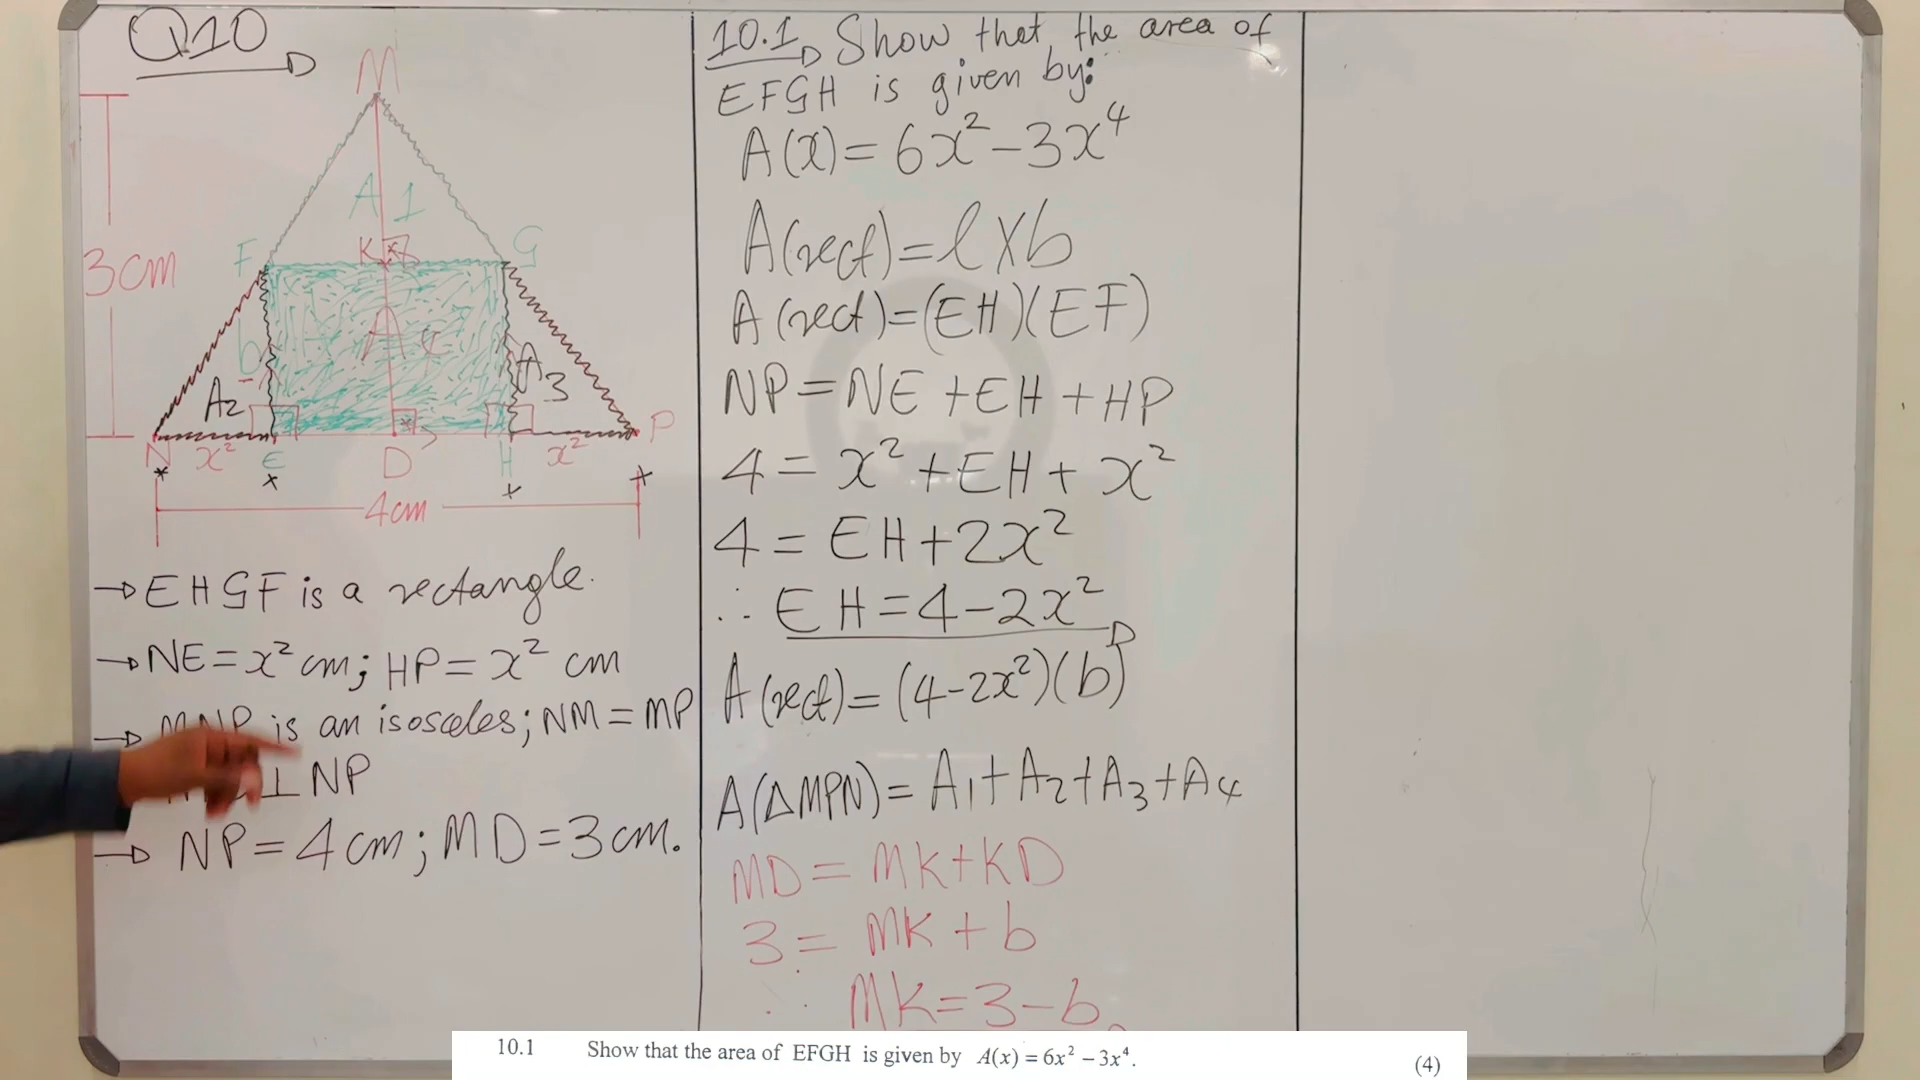 Q10
M
3cm
A1
F K G
b A4
A2 A3
N x² E D H x² P
4cm
→ EHGF is a rectangle.
→ NE = x² cm; HP = x² cm
→ MNP is an isosceles; NM = MP
⊥ NP
→ NP = 4cm; MD = 3cm.
10.1 Show that the area of
EFGH is given by:
A(x) = 6x² – 3x⁴
A(rect) = l X b
A(rect) = (EH)(EF)
NP = NE + EH + HP
4 = x² + EH + x²
4 = EH + 2x²
∴ EH = 4 – 2x²
A(rect) = (4 – 2x²)(b)
A(ΔMPN) = A1 + A2 + A3 + A4
MD = MK + KD
3 = MK + b
∴ MK = 3 – b
10.1 Show that the area of EFGH is given by A(x) = 6x² – 3x⁴. (4)